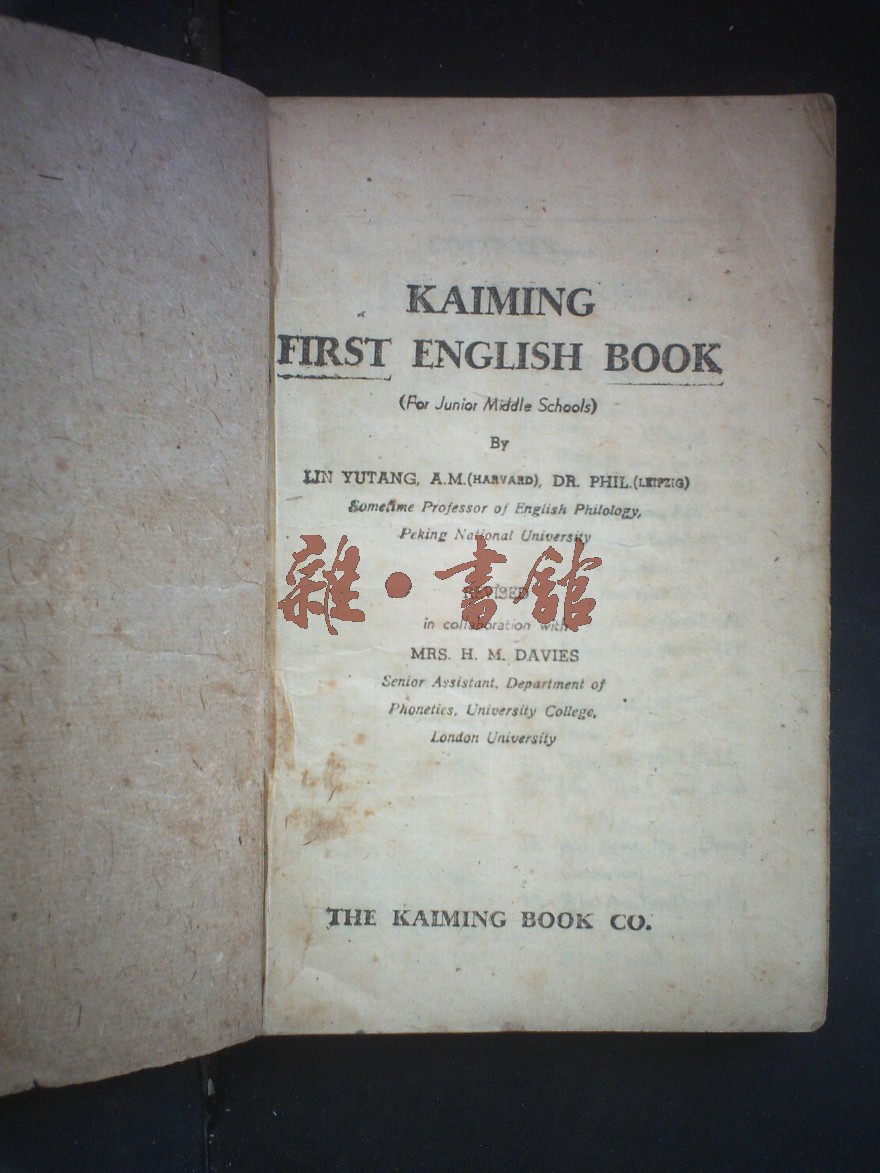 KAIMING
FIRST ENGLISH BOOK
(For Junior Middle Schools)
By
LIN YUTANG, A.M.(HARVARD), DR. PHIL.(LEIPZIG)
Sometime Professor of English Philology,
Peking National University
雜·書館
REVISED
in collaboration with
MRS. H. M. DAVIES
Senior Assistant, Department of
Phonetics, University College,
London University
THE KAIMING BOOK CO.